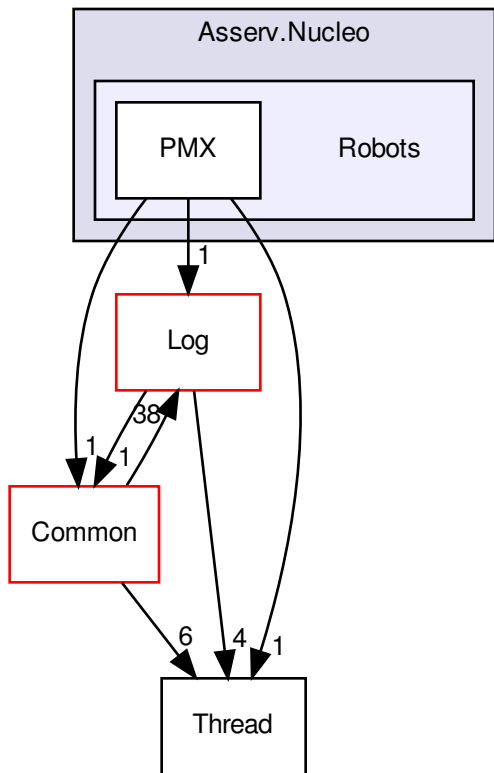 Asserv.Nucleo
PMX
Robots
1
Log
38
1
1
Common
6
4
1
Thread